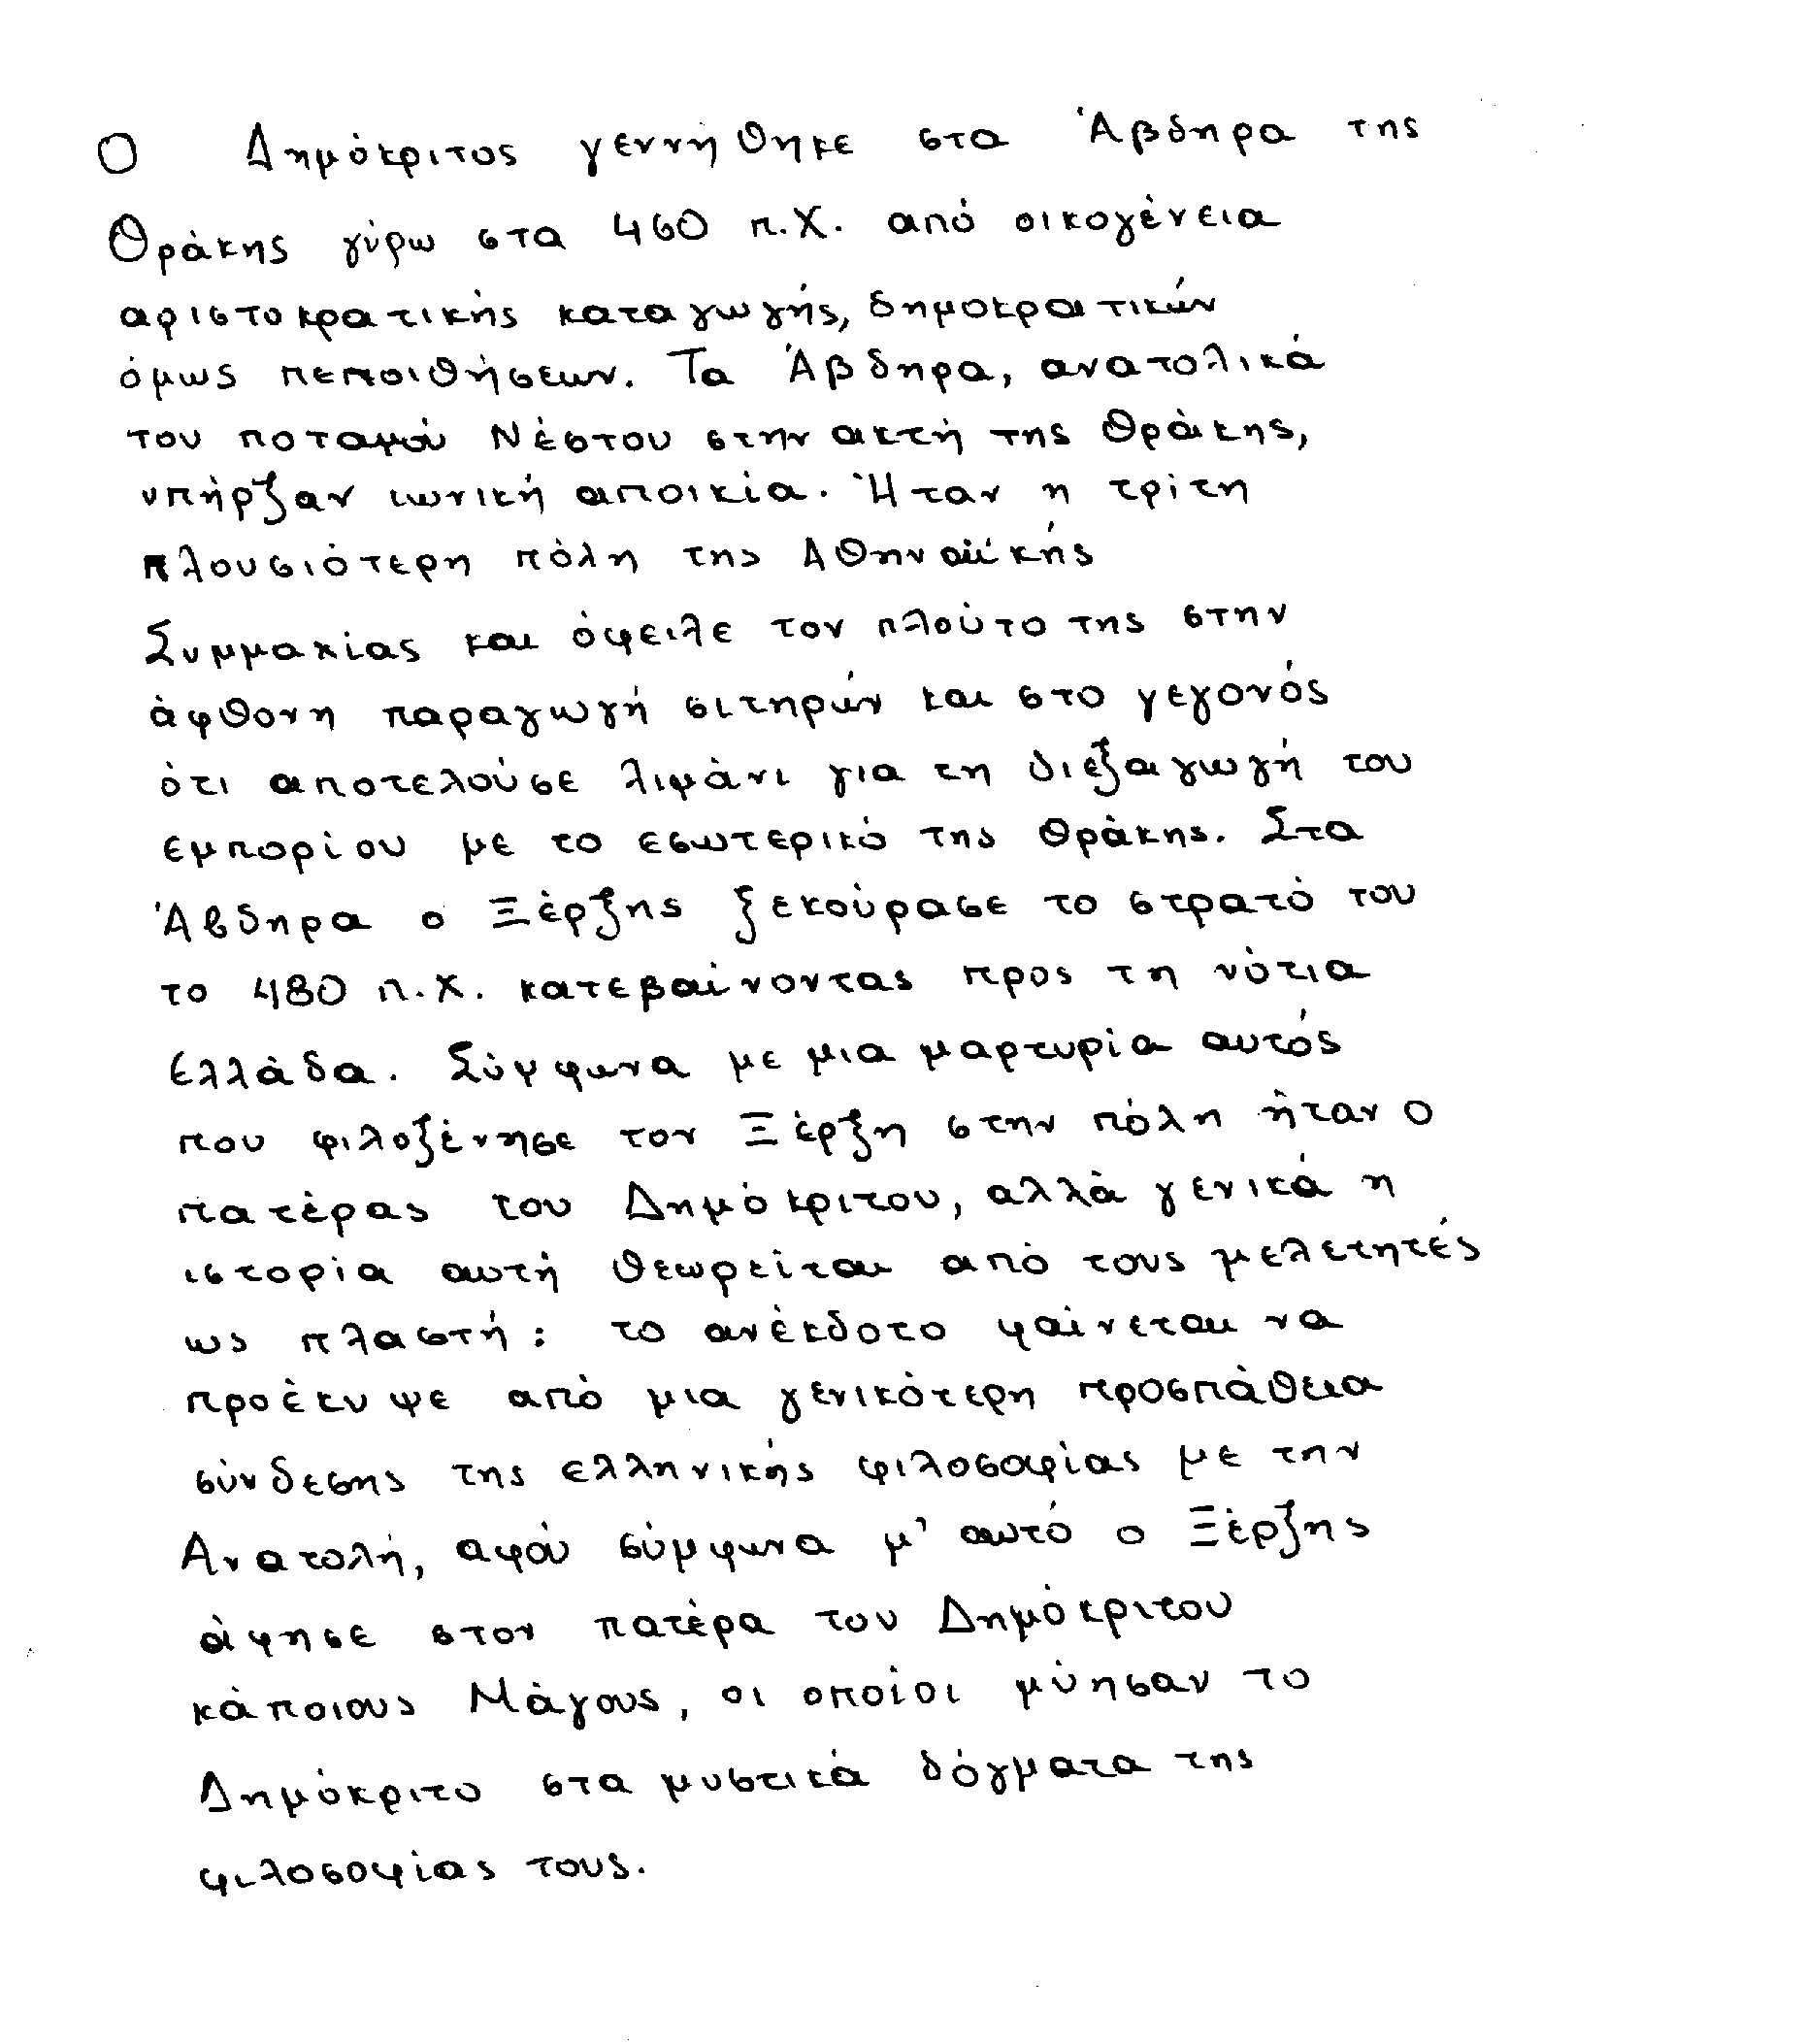 Ο Δημόκριτος γεννήθηκε στα Άβδηρα της
Θράκης γύρω στα 460 π.Χ. από οικογένεια
αριστοκρατικής καταγωγής, δημοκρατικών
όμως πεποιθήσεων. Τα Άβδηρα, ανατολικά
του ποταμού Νέστου στην ακτή της Θράκης,
υπήρξαν ιωνική αποικία. Ήταν η τρίτη
πλουσιότερη πόλη της Αθηναϊκής
Συμμαχίας και όφειλε τον πλούτο της στην
άφθονη παραγωγή σιτηρών και στο γεγονός
ότι αποτελούσε λιμάνι για τη διεξαγωγή του
εμπορίου με το εσωτερικό της Θράκης. Στα
Άβδηρα ο Ξέρξης ξεκούρασε το στρατό του
το 480 π.Χ. κατεβαίνοντας προς τη νότια
Ελλάδα. Σύμφωνα με μια μαρτυρία αυτός
που φιλοξένησε τον Ξέρξη στην πόλη ήταν ο
πατέρας του Δημόκριτου, αλλά γενικά η
ιστορία αυτή θεωρείται από τους μελετητές
ως πλαστή: το ανέκδοτο φαίνεται να
προέκυψε από μια γενικότερη προσπάθεια
σύνδεσης της ελληνικής φιλοσοφίας με την
Ανατολή, αφού σύμφωνα μ' αυτό ο Ξέρξης
άφησε στον πατέρα του Δημόκριτου
κάποιους Μάγους, οι οποίοι μύησαν το
Δημόκριτο στα μυστικά δόγματα της
φιλοσοφίας τους.